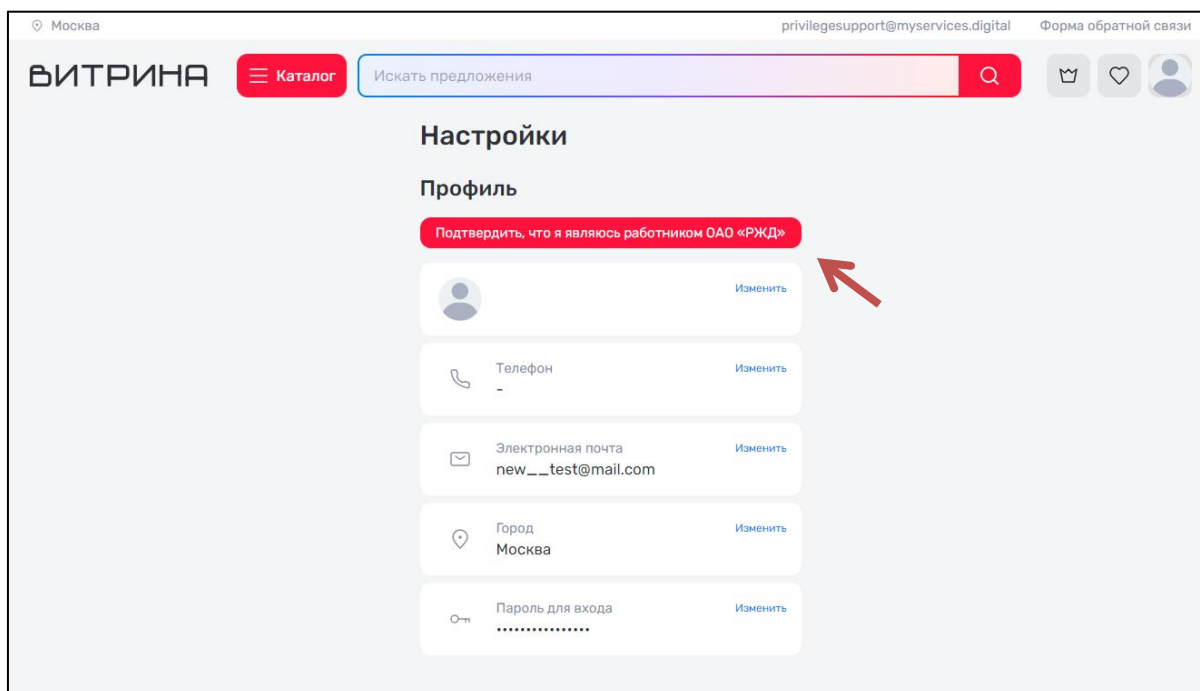 Москва
privilegesupport@myservices.digital
Форма обратной связи
ВИТРИНА
Каталог
Искать предложения
Настройки
Профиль
Подтвердить, что я являюсь работником ОАО «РЖД»
Изменить
Телефон
-
Изменить
Электронная почта
new__test@mail.com
Изменить
Город
Москва
Изменить
Пароль для входа
••••••••••••••••
Изменить